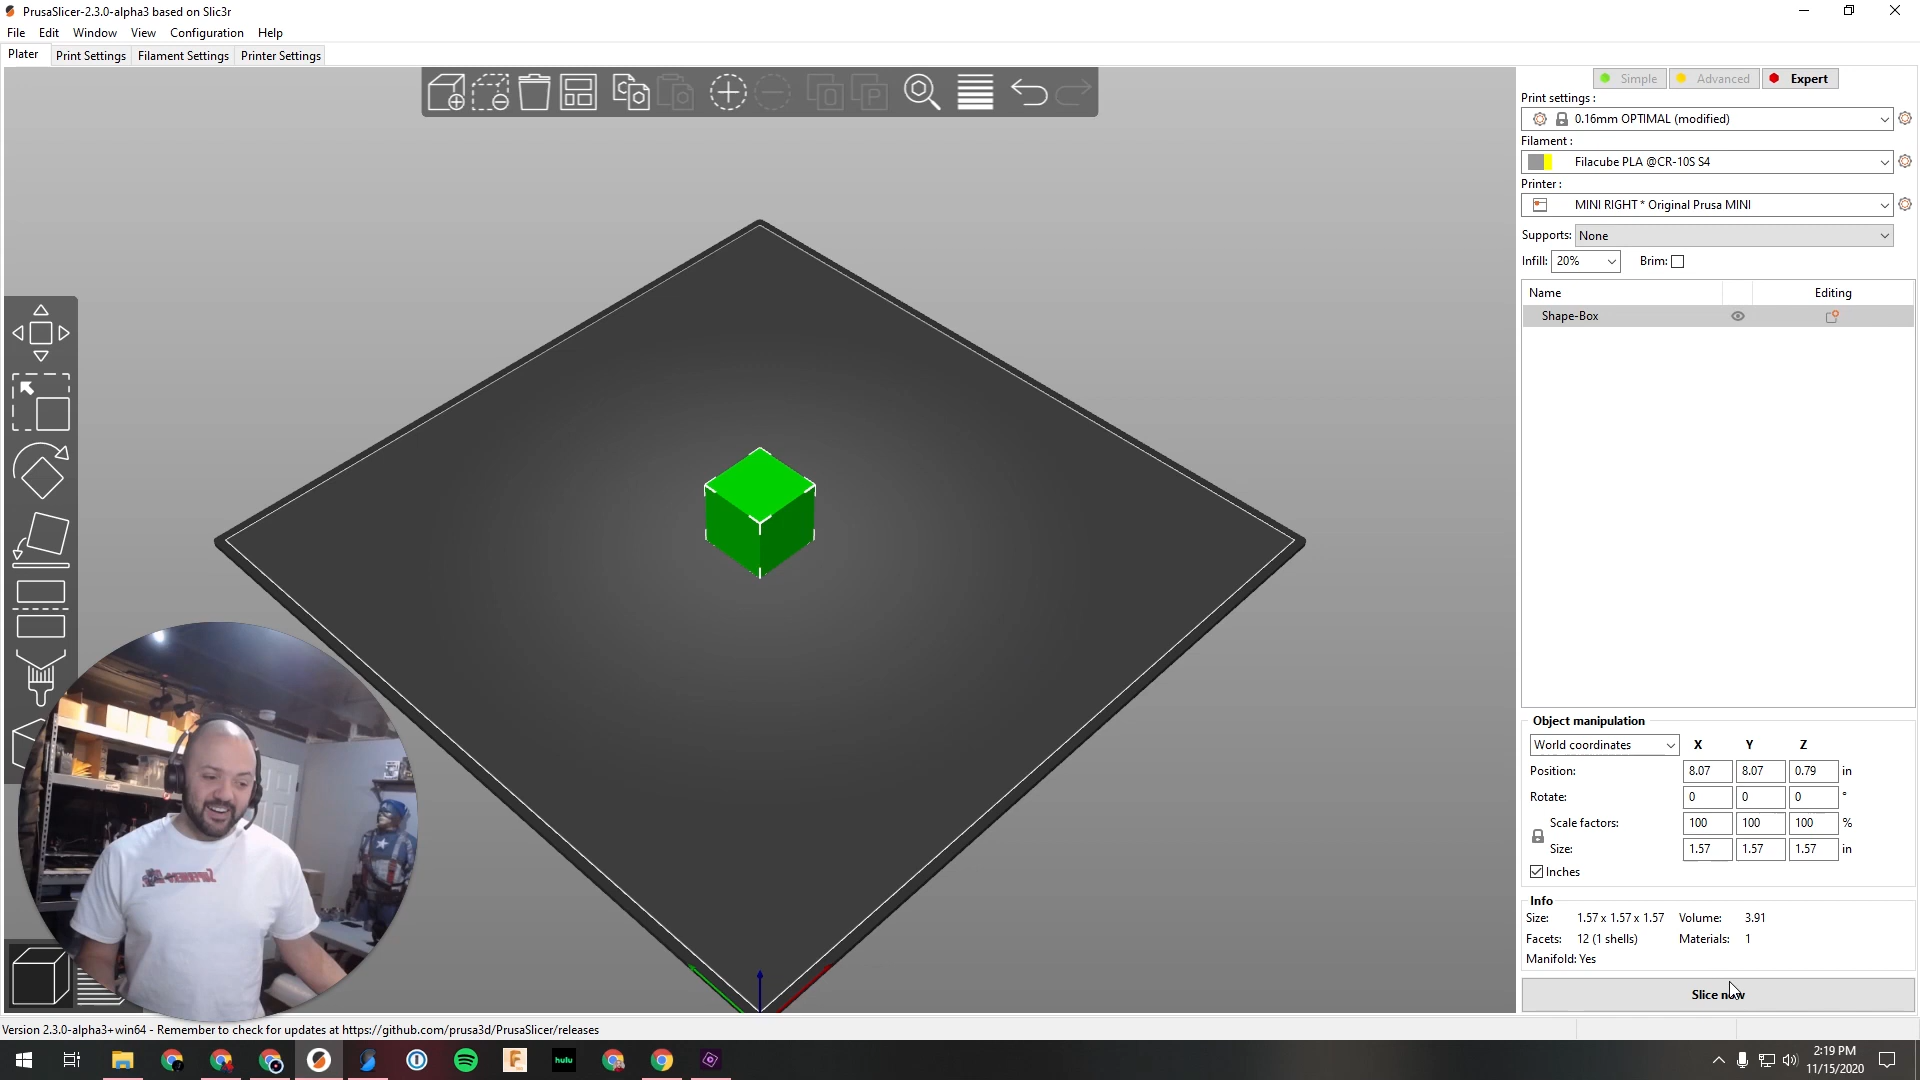 PrusaSlicer-2.3.0-alpha3 based on Slic3r
File Edit Window View Configuration Help
Plater Print Settings Filament Settings Printer Settings
Simple Advanced Expert
Print settings :
0.16mm OPTIMAL (modified)
Filament :
Filacube PLA @CR-10S S4
Printer :
MINI RIGHT * Original Prusa MINI
Supports: None
Infill: 20% Brim:
Name Editing
Shape-Box
Object manipulation
World coordinates X Y Z
Position: 8.07 8.07 0.79 in
Rotate: 0 0 0 °
Scale factors: 100 100 100 %
Size: 1.57 1.57 1.57 in
Inches
Info
Size: 1.57 x 1.57 x 1.57 Volume: 3.91
Facets: 12 (1 shells) Materials: 1
Manifold: Yes
Slice now
Version 2.3.0-alpha3+win64 - Remember to check for updates at https://github.com/prusa3d/PrusaSlicer/releases
hulu
2:19 PM
11/15/2020